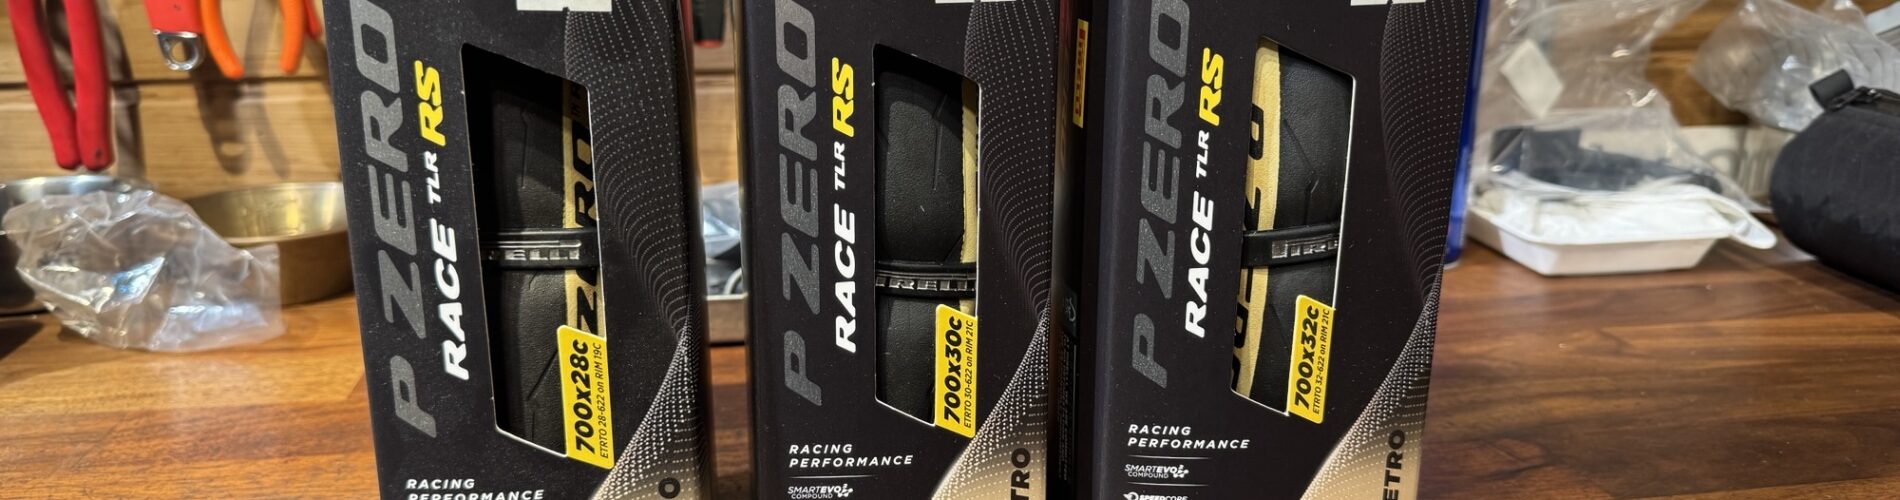 P ZERO
RACE TLR RS
700x28c
ETRTO 28-622 on RIM 19C
RACING
PERFORMANCE
P ZERO
RACE TLR RS
700x30c
ETRTO 30-622 on RIM 21C
RACING
PERFORMANCE
SMARTEVO
COMPOUND
P ZERO
RACE TLR RS
700x32c
ETRTO 32-622 on RIM 21C
RACING
PERFORMANCE
SMARTEVO
COMPOUND
SPEEDCORE